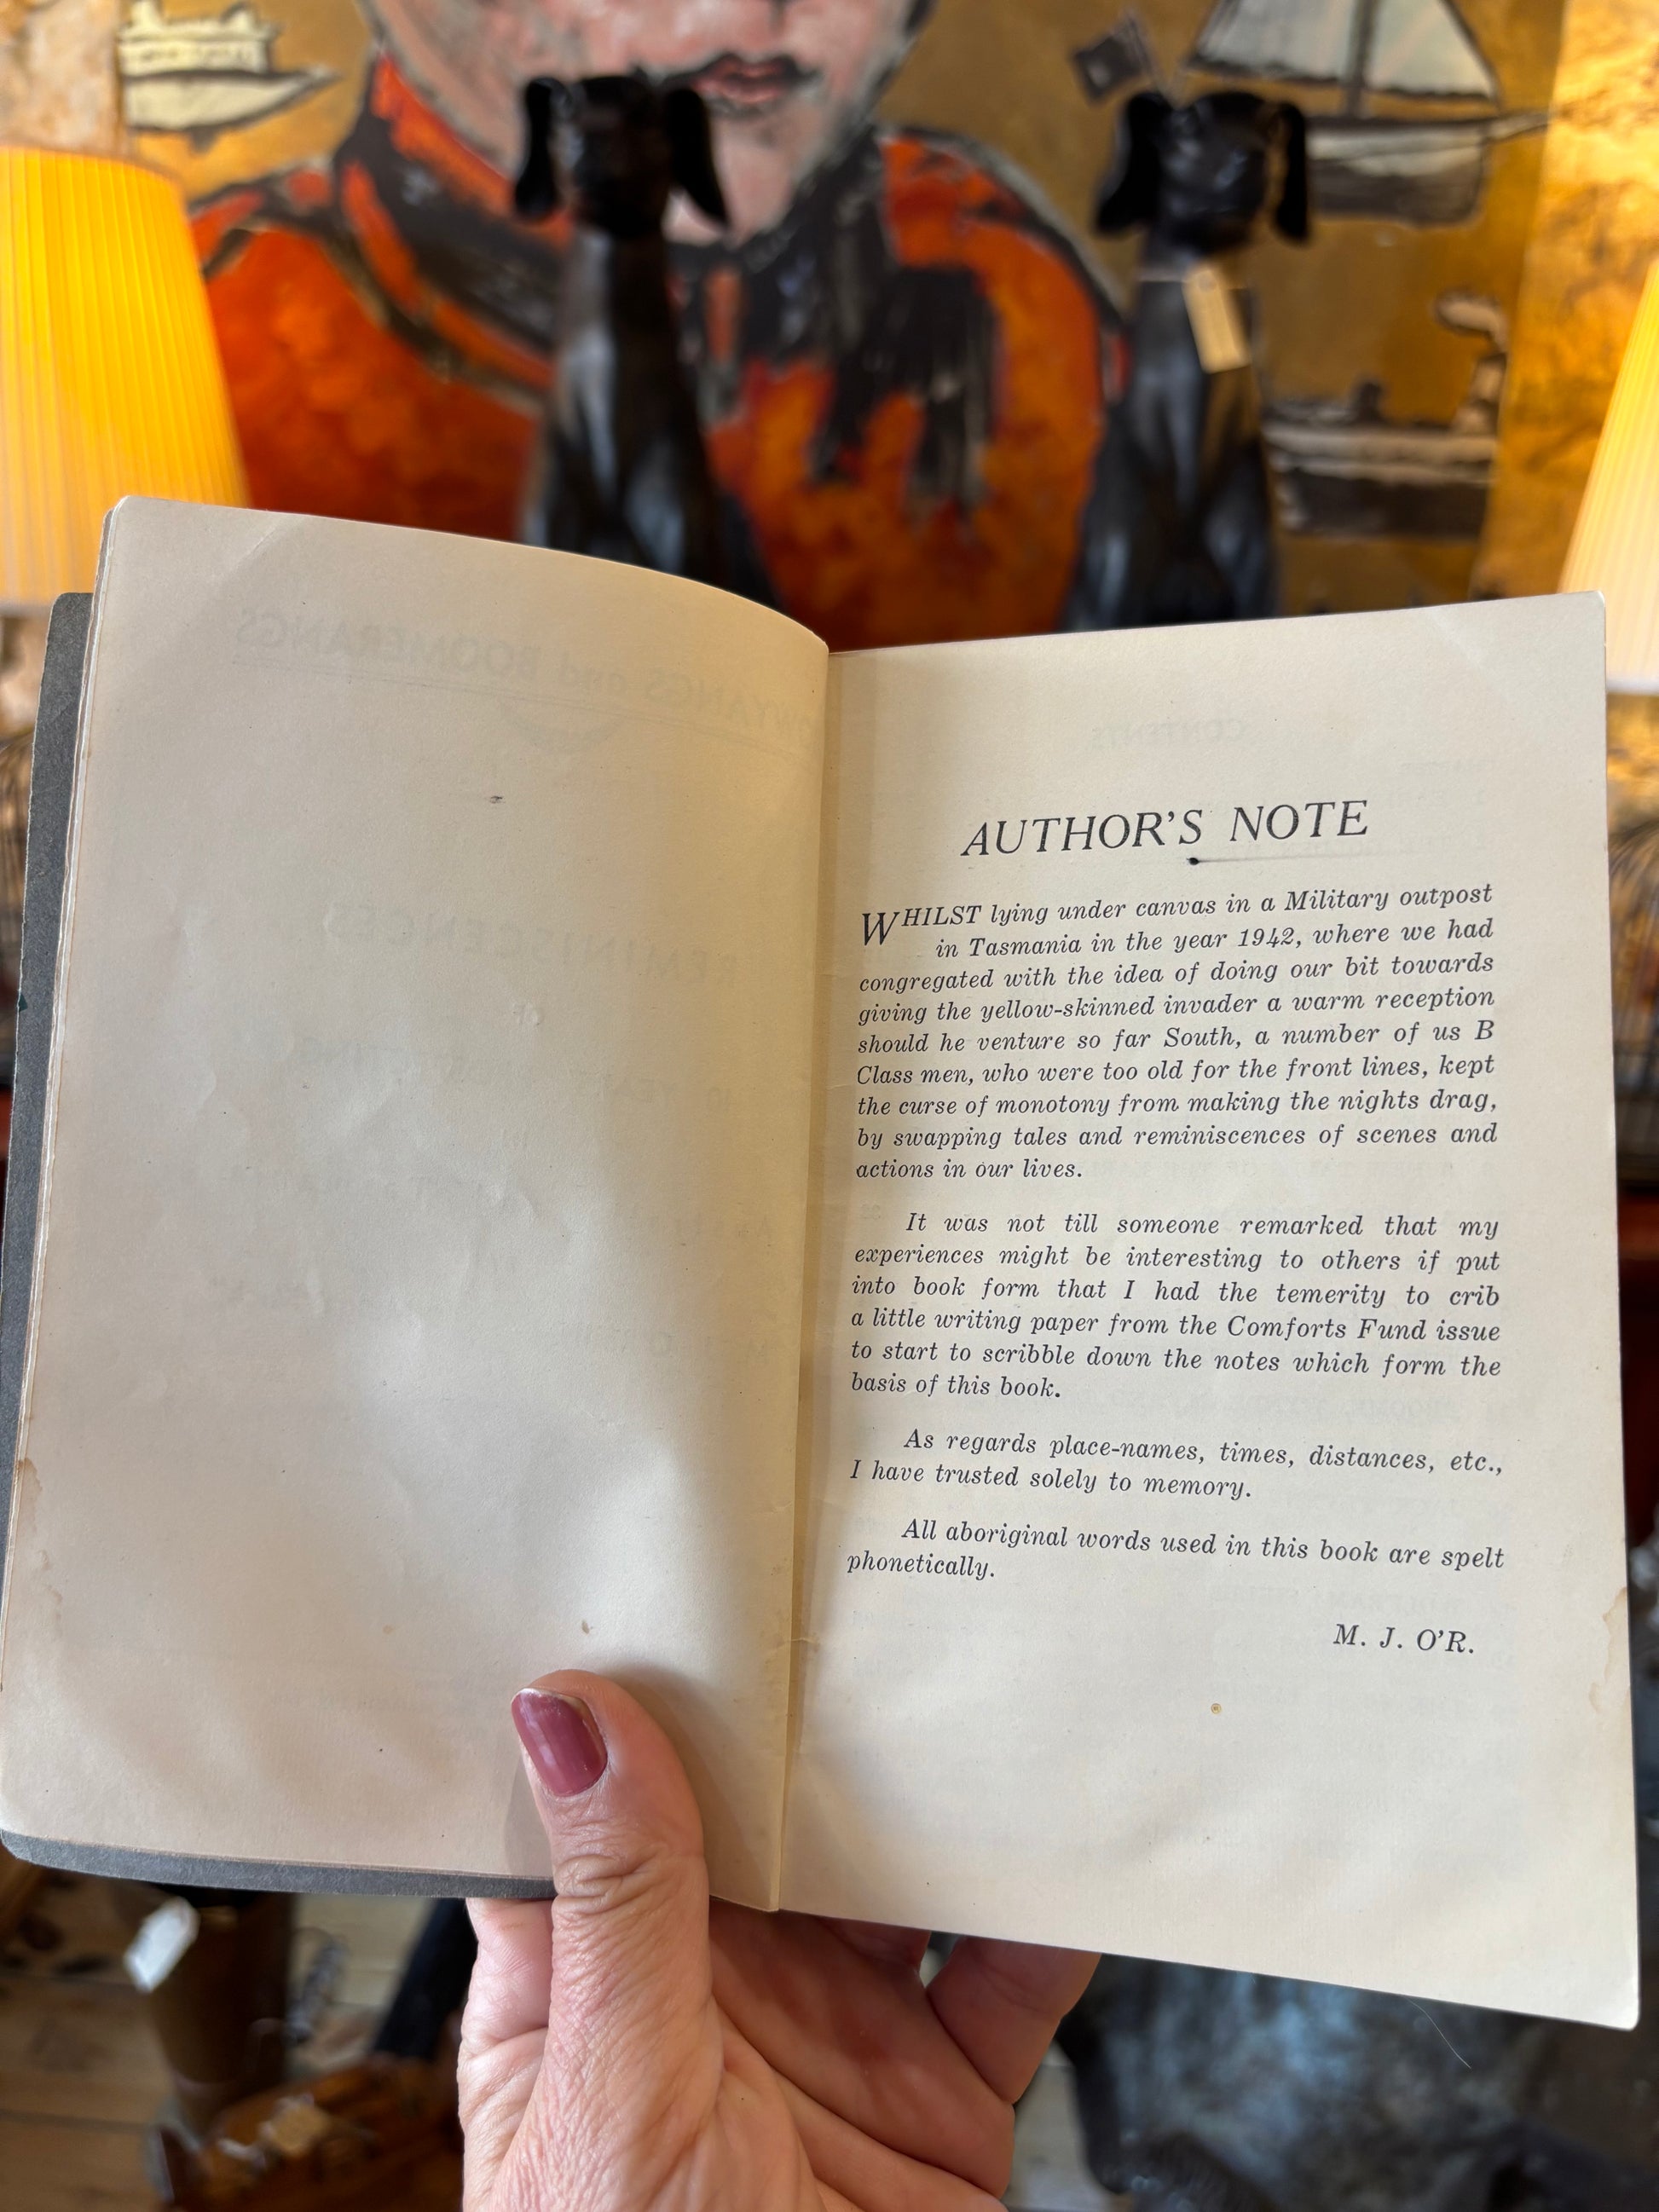 AUTHOR'S NOTE
WHILST lying under canvas in a Military outpost
in Tasmania in the year 1942, where we had
congregated with the idea of doing our bit towards
giving the yellow-skinned invader a warm reception
should he venture so far South, a number of us B
Class men, who were too old for the front lines, kept
the curse of monotony from making the nights drag,
by swapping tales and reminiscences of scenes and
actions in our lives.
It was not till someone remarked that my
experiences might be interesting to others if put
into book form that I had the temerity to crib
a little writing paper from the Comforts Fund issue
to start to scribble down the notes which form the
basis of this book.
As regards place-names, times, distances, etc.,
I have trusted solely to memory.
All aboriginal words used in this book are spelt
phonetically.
M. J. O'R.